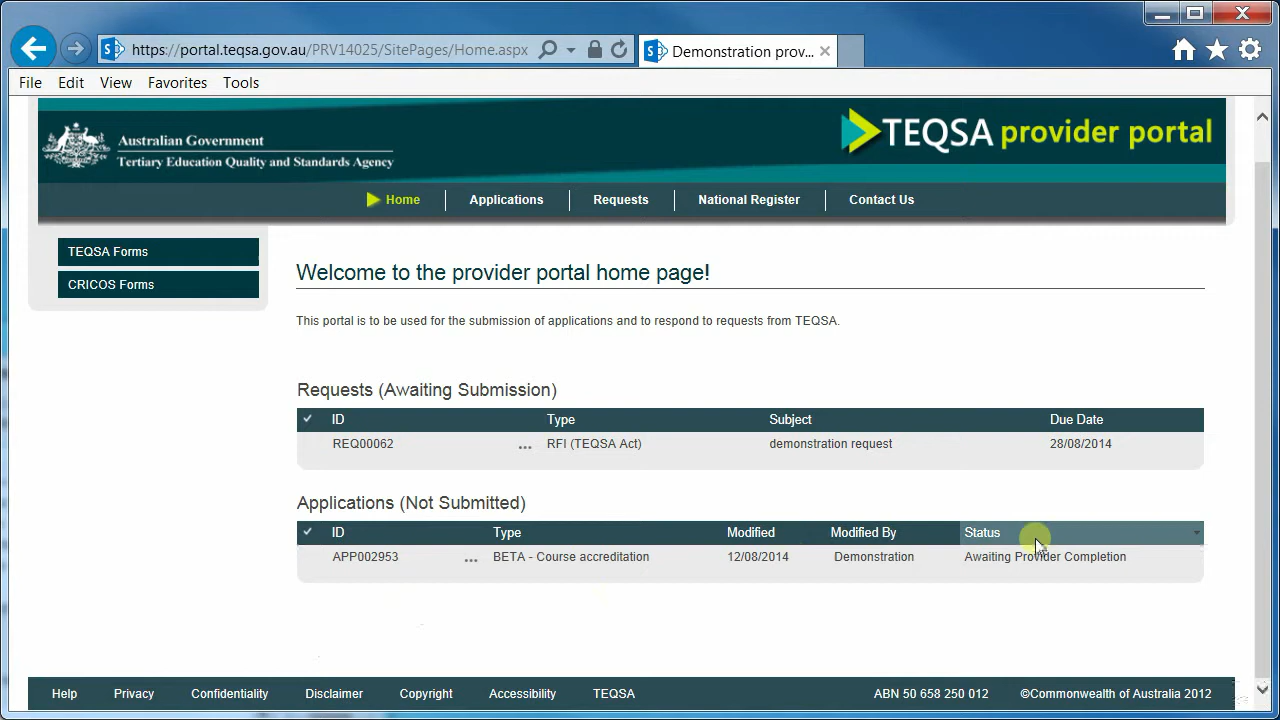 https://portal.teqsa.gov.au/PRV14025/SitePages/Home.aspx
Demonstration prov...
File Edit View Favorites Tools
Australian Government
Tertiary Education Quality and Standards Agency
TEQSA provider portal
Home Applications Requests National Register Contact Us
TEQSA Forms
CRICOS Forms
Welcome to the provider portal home page!
This portal is to be used for the submission of applications and to respond to requests from TEQSA.
Requests (Awaiting Submission)
ID Type Subject Due Date
REQ00062 ... RFI (TEQSA Act) demonstration request 28/08/2014
Applications (Not Submitted)
ID Type Modified Modified By Status
APP002953 ... BETA - Course accreditation 12/08/2014 Demonstration Awaiting Provider Completion
Help Privacy Confidentiality Disclaimer Copyright Accessibility TEQSA ABN 50 658 250 012 ©Commonwealth of Australia 2012